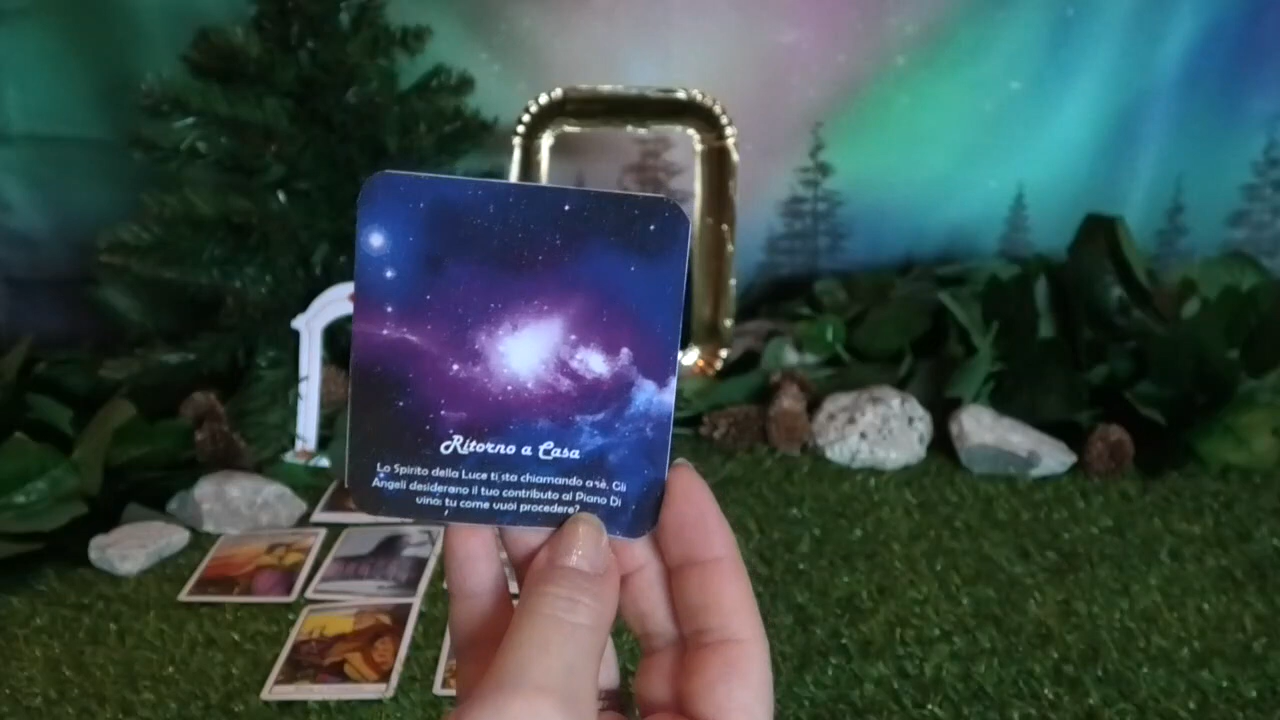 Ritorno a Casa
Lo Spirito della Luce ti sta chiamando a sè. Gli
Angeli desiderano il tuo contributo al Piano Di
vino: tu come vuoi procedere?